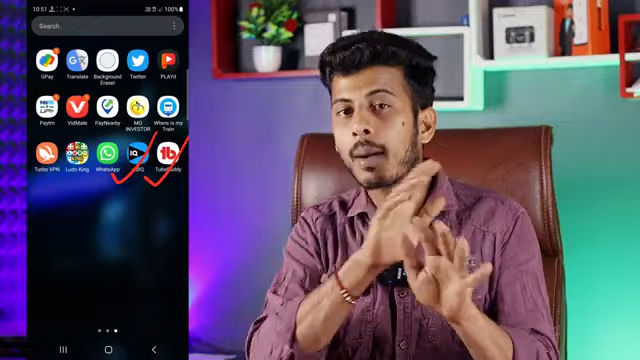 10:51
100%
Search
GPay
Translate
Background
Eraser
Twitter
PLAYit
Paytm
VidMate
PayNearby
MO
INVESTOR
Where is my
Train
Turbo VPN
Ludo King
WhatsApp
TubeBuddy